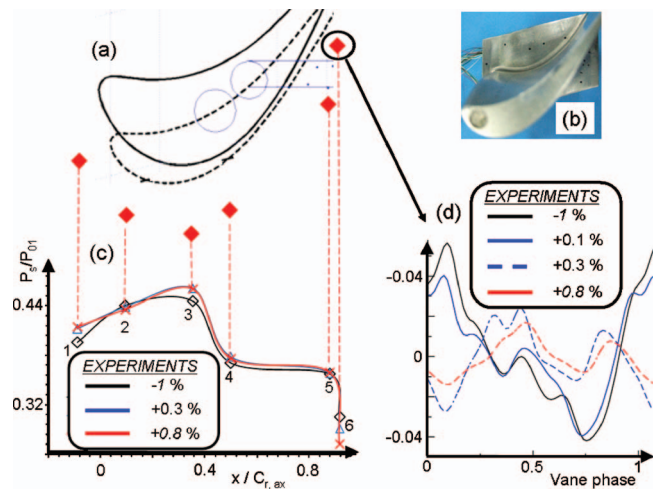 (a)
(b)
(c)
P_s/P_01
0.44
0.32
1
2
3
4
5
6
EXPERIMENTS
-1 %
+0.3 %
+0.8 %
0
0.4
0.8
x / C_r, ax
(d)
EXPERIMENTS
-1 %
+0.1 %
+0.3 %
+0.8 %
-0.04
0
-0.04
0
0.5
1
Vane phase